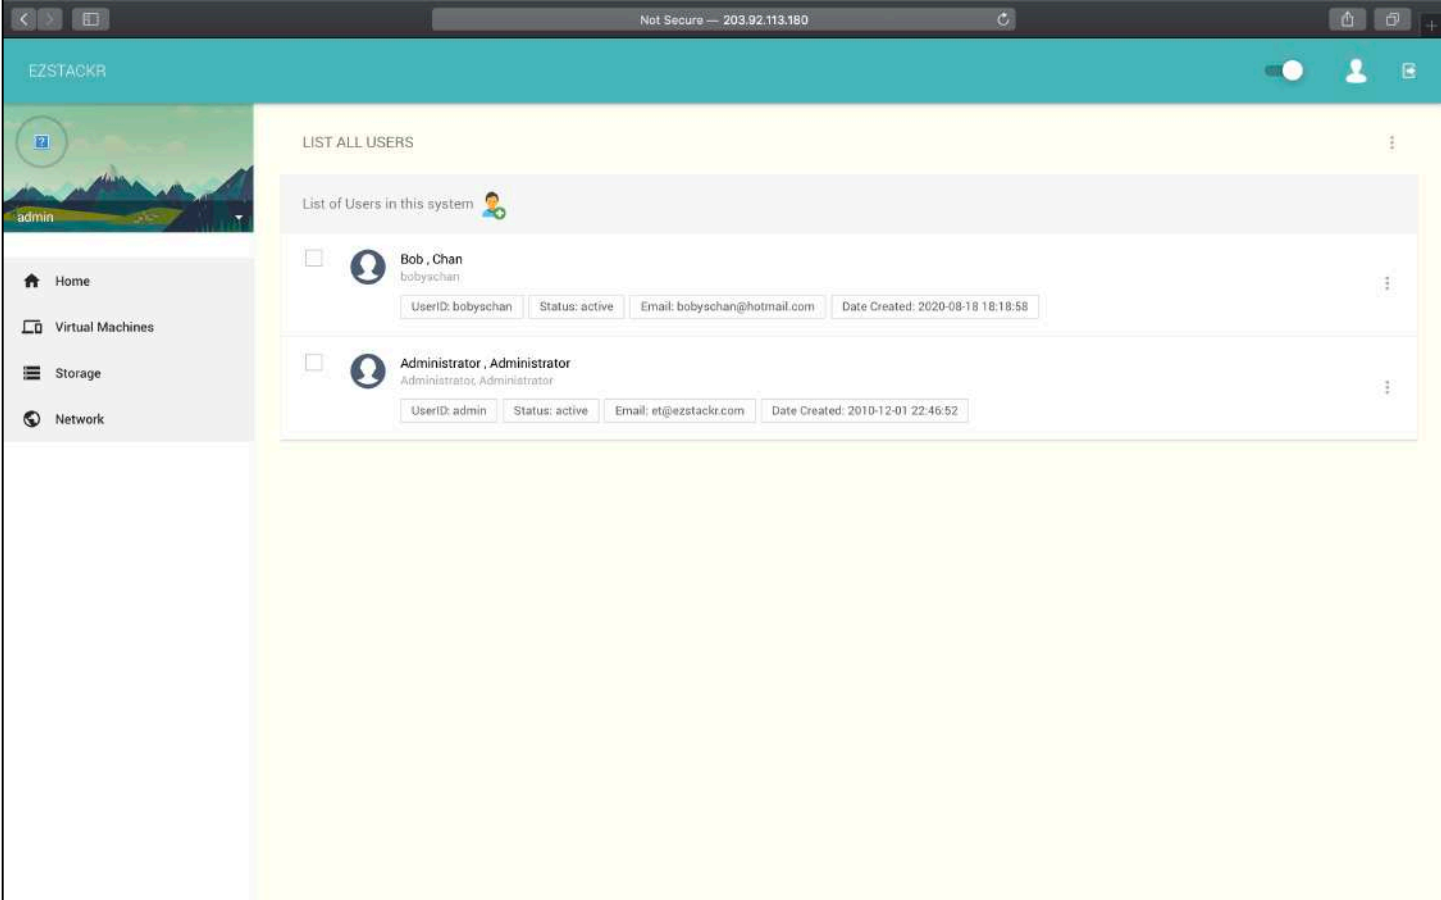 Not Secure — 203.92.113.180
EZSTACKR
admin
Home
Virtual Machines
Storage
Network
LIST ALL USERS
List of Users in this system
Bob , Chan
bobyschan
UserID: bobyschan Status: active Email: bobyschan@hotmail.com Date Created: 2020-08-18 18:18:58
Administrator , Administrator
Administrator, Administrator
UserID: admin Status: active Email: et@ezstackr.com Date Created: 2010-12-01 22:46:52